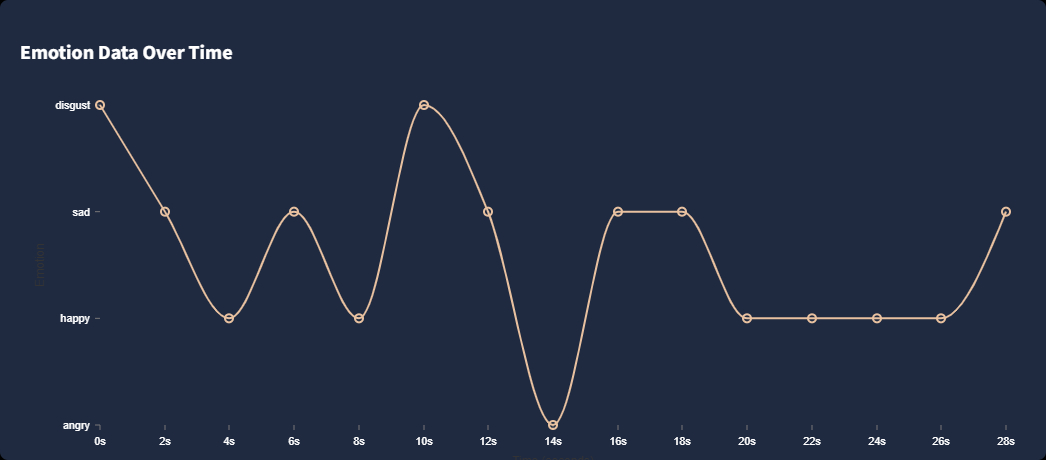 Emotion Data Over Time
disgust
sad
Emotion
happy
angry
0s 2s 4s 6s 8s 10s 12s 14s 16s 18s 20s 22s 24s 26s 28s